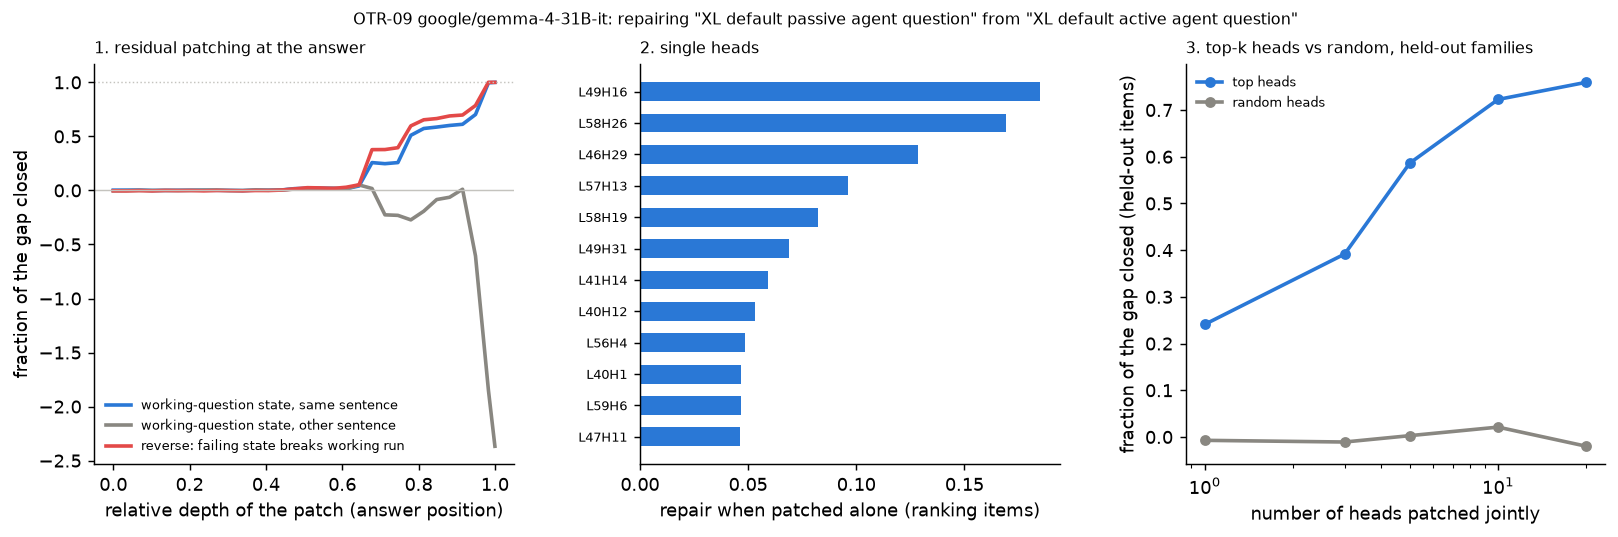 OTR-09 google/gemma-4-31B-it: repairing "XL default passive agent question" from "XL default active agent question"
1. residual patching at the answer
fraction of the gap closed
1.0
0.5
0.0
−0.5
−1.0
−1.5
−2.0
−2.5
working-question state, same sentence
working-question state, other sentence
reverse: failing state breaks working run
0.0 0.2 0.4 0.6 0.8 1.0
relative depth of the patch (answer position)
2. single heads
L49H16
L58H26
L46H29
L57H13
L58H19
L49H31
L41H14
L40H12
L56H4
L40H1
L59H6
L47H11
0.00 0.05 0.10 0.15
repair when patched alone (ranking items)
3. top-k heads vs random, held-out families
fraction of the gap closed (held-out items)
top heads
random heads
0.7
0.6
0.5
0.4
0.3
0.2
0.1
0.0
10⁰ 10¹
number of heads patched jointly